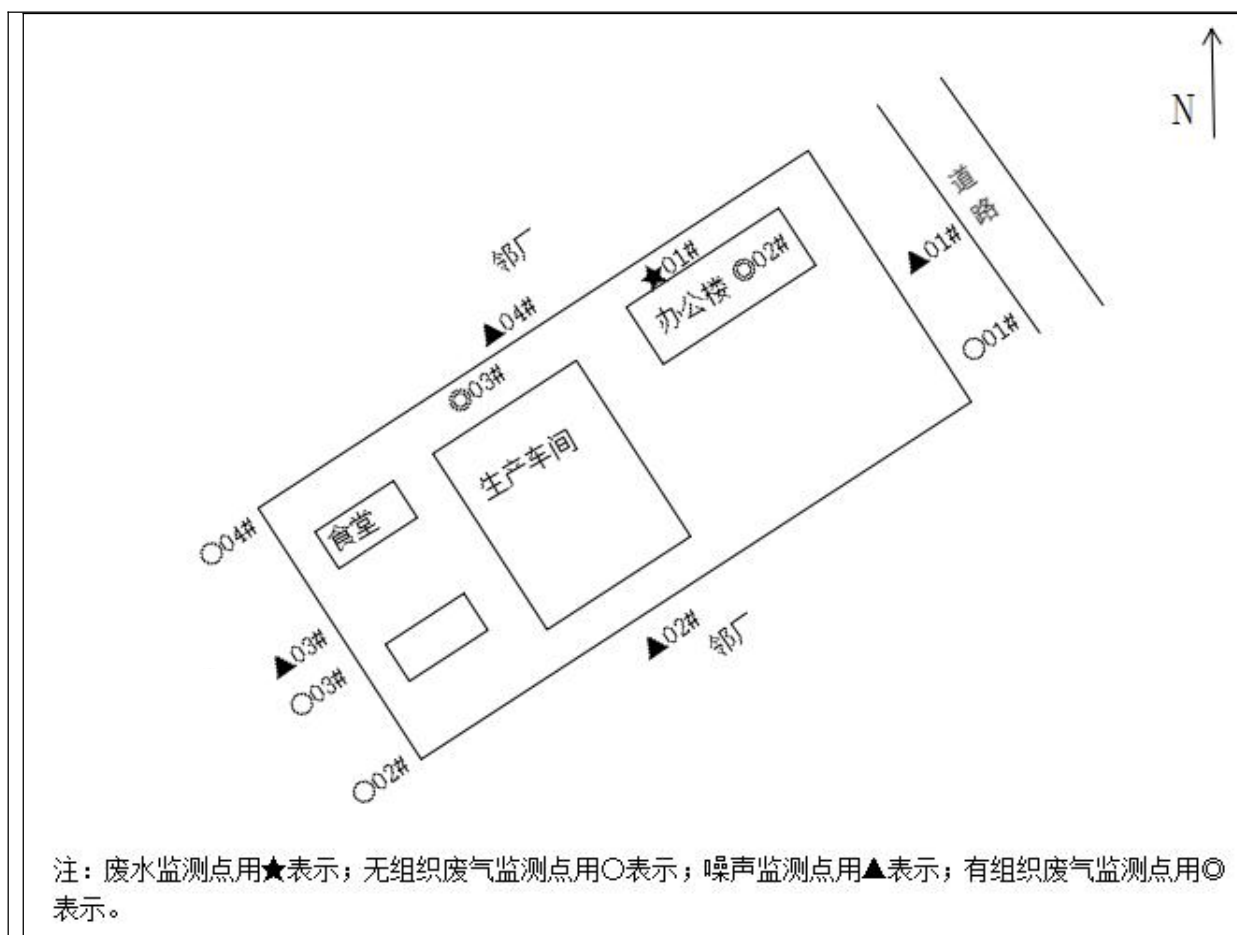 N
道路
▲01#
○01#
邻厂
★01#
办公楼 ◎02#
▲04#
◎03#
生产车间
食堂
○04#
▲03#
○03#
○02#
▲02#
邻厂
注：废水监测点用★表示；无组织废气监测点用○表示；噪声监测点用▲表示；有组织废气监测点用◎
表示。